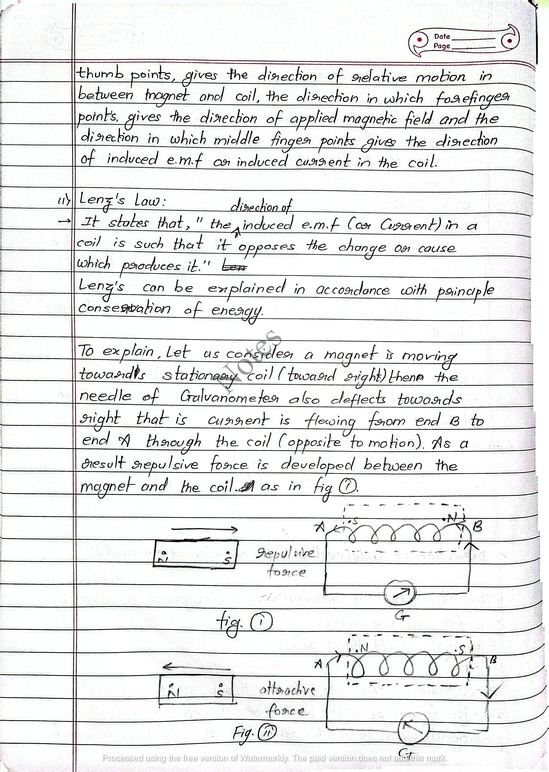 Date
Page
thumb points, gives the direction of relative motion in
between magnet and coil, the direction in which forefinger
points, gives the direction of applied magnetic field and the
direction in which middle finger points gives the direction
of induced e.m.f or induced current in the coil.
ii) Lenz's Law:
direction of
→ It states that, " the ^ induced e.m.f (or Current) in a
coil is such that it opposes the change or cause
which produces it." Len
Lenz's can be explained in accordance with principle
conservation of energy.
Notes
To explain, Let us consider a magnet is moving
towards stationary coil (toward right) then the
needle of Galvanometer also deflects towards
right that is current is flowing from end B to
end A through the coil (opposite to motion). As a
result repulsive force is developed between the
magnet and the coil. as in fig (i).
A S N B
N S repulsive
force
G
fig. (i)
A N S B
N S attractive
force
Fig. (ii)
G
Processed using the free version of Watermarkly. The paid version does not add this mark.